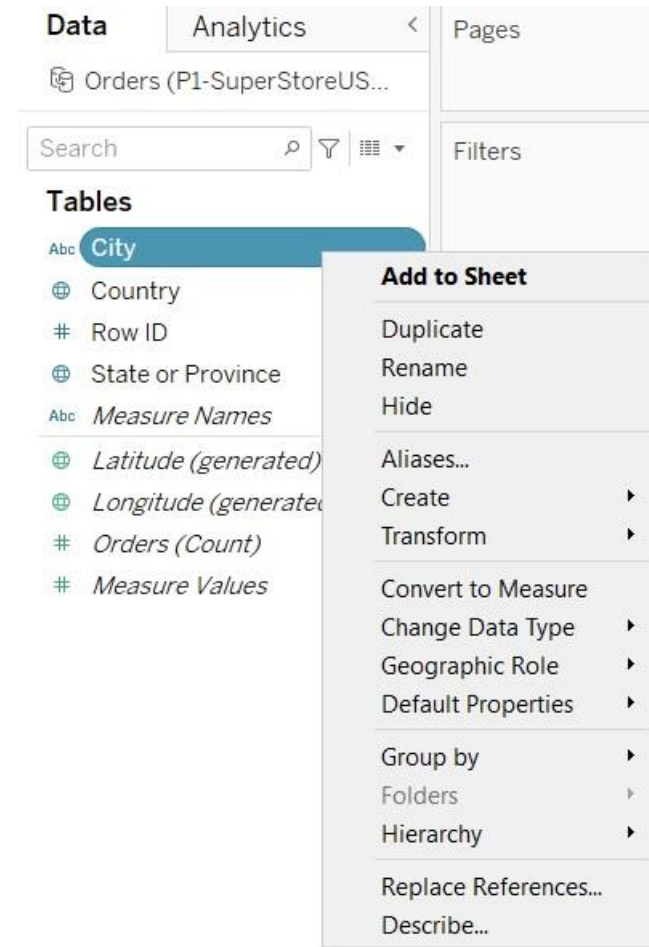 Data Analytics <
Pages
Orders (P1-SuperStoreUS...
Search
Filters
Tables
Abc City
Country
# Row ID
State or Province
Abc Measure Names
Latitude (generated)
Longitude (generated
# Orders (Count)
# Measure Values
Add to Sheet
Duplicate
Rename
Hide
Aliases...
Create
Transform
Convert to Measure
Change Data Type
Geographic Role
Default Properties
Group by
Folders
Hierarchy
Replace References...
Describe...